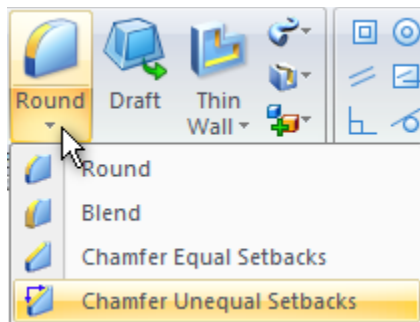 Round Draft Thin
Wall
Round
Blend
Chamfer Equal Setbacks
Chamfer Unequal Setbacks